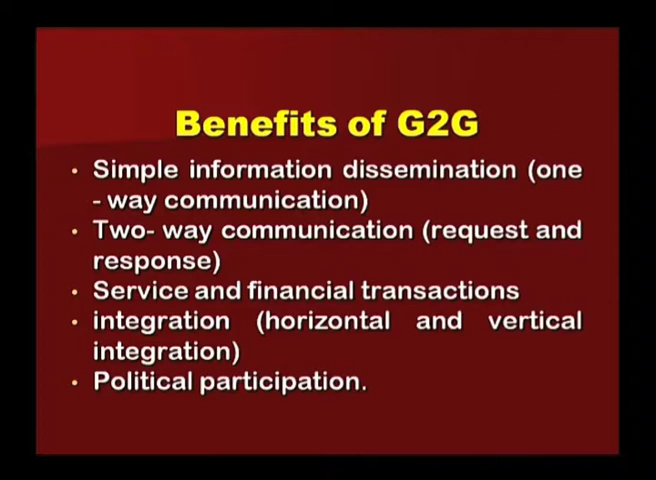 Benefits of G2G
• Simple information dissemination (one
- way communication)
• Two- way communication (request and
response)
• Service and financial transactions
• integration (horizontal and vertical
integration)
• Political participation.